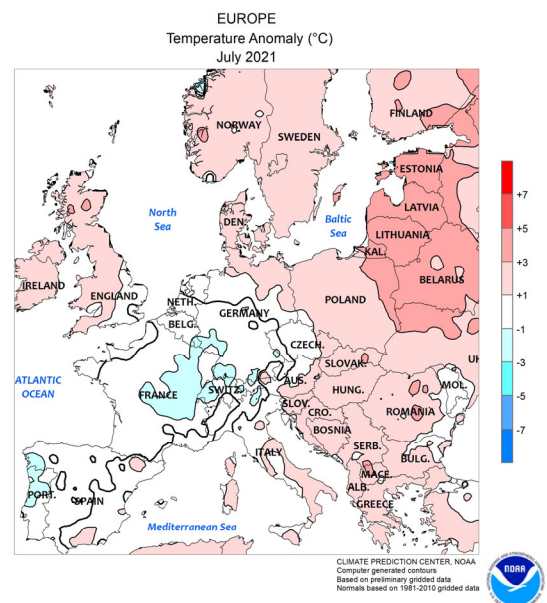 EUROPE
Temperature Anomaly (°C)
July 2021
NORWAY
FINLAND
SWEDEN
ESTONIA
North
Sea
DEN.
Baltic
Sea
LATVIA
LITHUANIA
KAL.
IRELAND
ENGLAND
NETH.
GERMANY
BELARUS
POLAND
BELG.
CZECH.
UK
SLOVAK.
ATLANTIC
OCEAN
FRANCE
SWITZ.
AUS.
HUNG.
MOL.
SLOV.
CRO.
ROMANIA
BOSNIA
SERB.
ITALY
BULG.
MACE.
ALB.
PORT.
SPAIN
GREECE
Mediterranean Sea
+7
+5
+3
+1
-1
-3
-5
-7
CLIMATE PREDICTION CENTER, NOAA
Computer generated contours
Based on preliminary gridded data
Normals based on 1981-2010 gridded data
NOAA